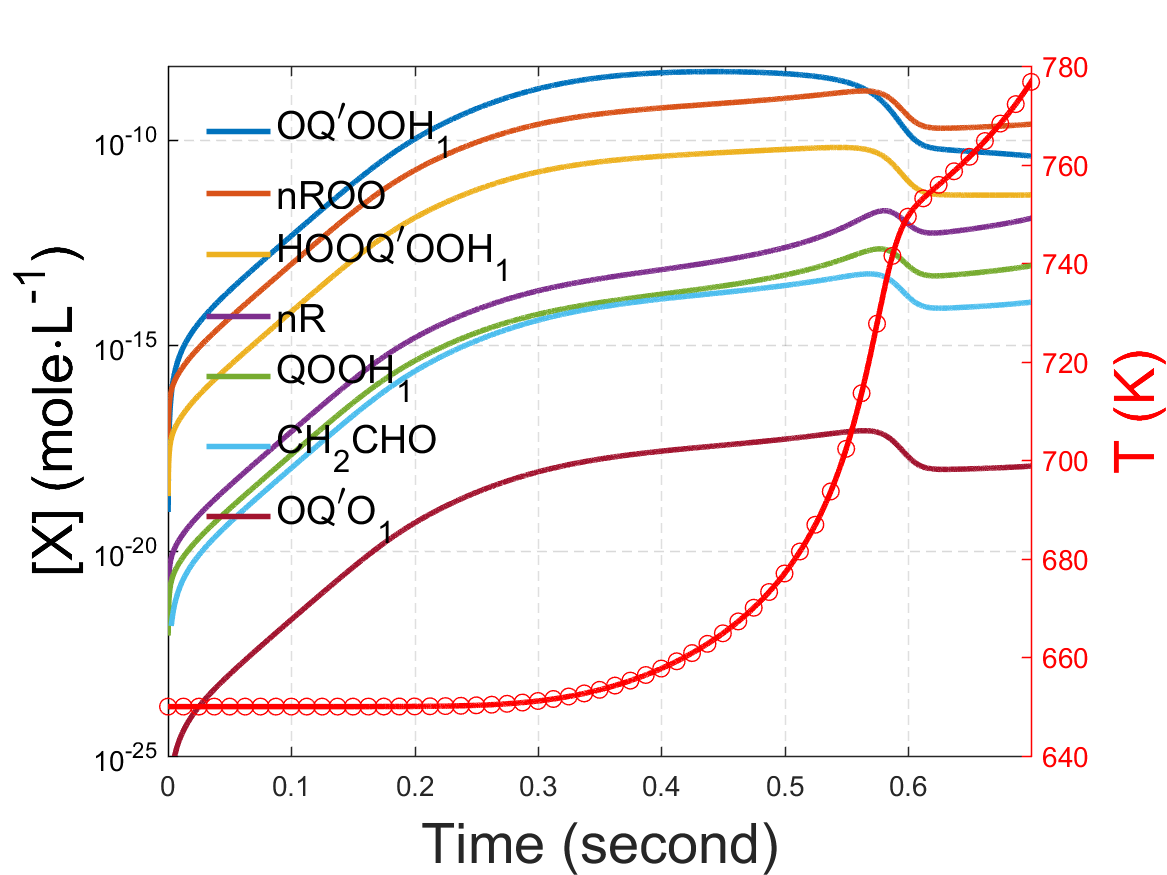 780
OQ′OOH₁
10⁻¹⁰
760
nROO
HOOQ′OOH₁
740
nR
10⁻¹⁵
720
QOOH₁
[X] (mole·L⁻¹)
T (K)
CH₂CHO
700
OQ′O₁
10⁻²⁰
680
660
10⁻²⁵
640
0 0.1 0.2 0.3 0.4 0.5 0.6
Time (second)